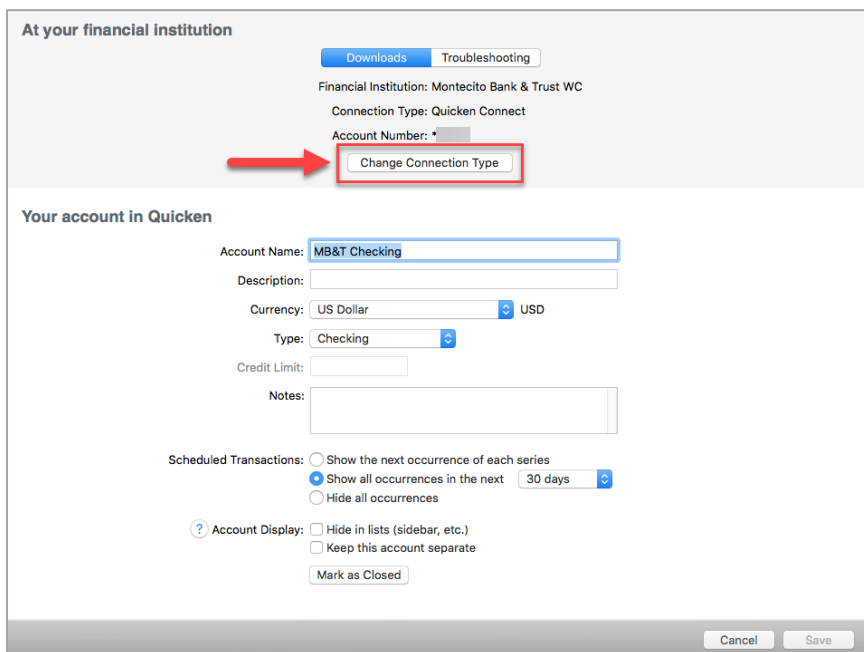 At your financial institution
Downloads Troubleshooting
Financial Institution: Montecito Bank & Trust WC
Connection Type: Quicken Connect
Account Number: *
Change Connection Type
Your account in Quicken
Account Name: MB&T Checking
Description:
Currency: US Dollar USD
Type: Checking
Credit Limit:
Notes:
Scheduled Transactions: Show the next occurrence of each series
Show all occurrences in the next 30 days
Hide all occurrences
? Account Display: Hide in lists (sidebar, etc.)
Keep this account separate
Mark as Closed
Cancel Save